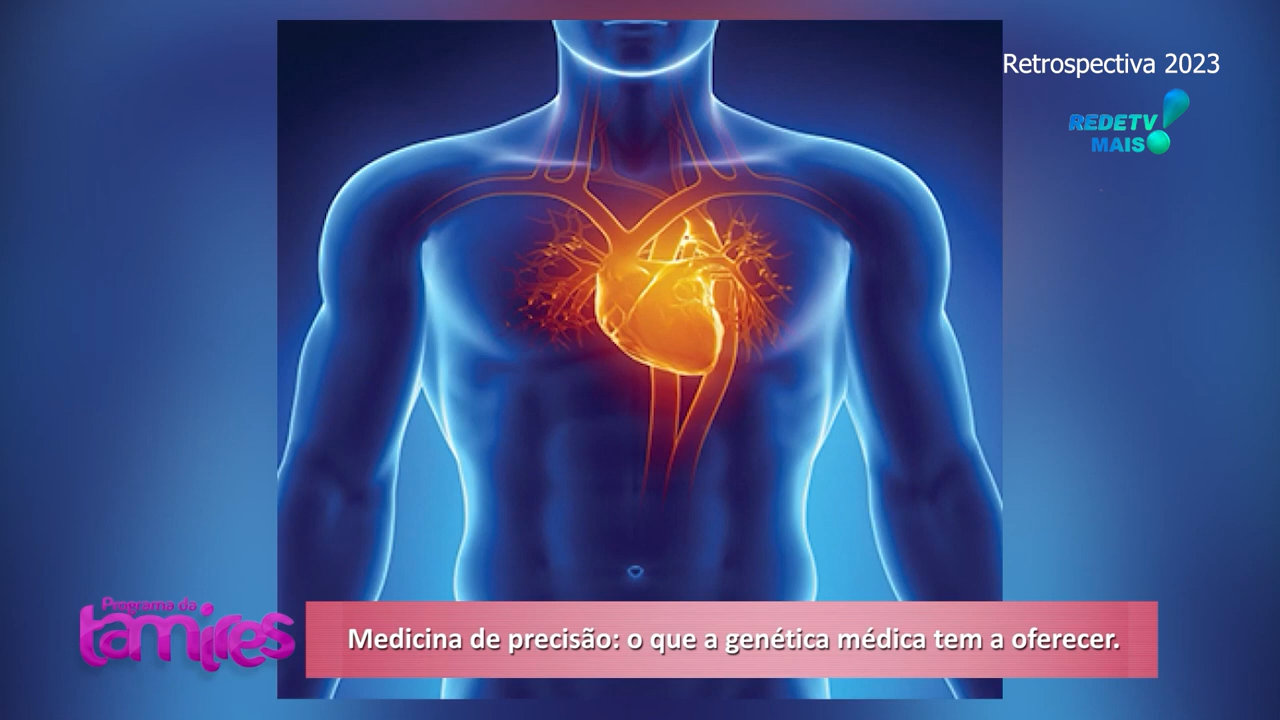 Retrospectiva 2023
REDETV
MAIS
Programa da
tamires
Medicina de precisão: o que a genética médica tem a oferecer.